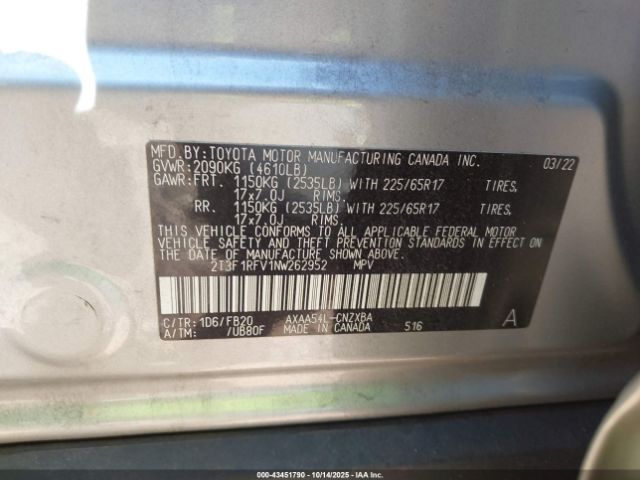 MFD. BY: TOYOTA MOTOR MANUFACTURING CANADA INC. 03/22
GVWR: 2090KG (4610LB)
GAWR: FRT. 1150KG (2535LB) WITH 225/65R17 TIRES,
17x7.0J RIMS.
RR. 1150KG (2535LB) WITH 225/65R17 TIRES,
17x7.0J RIMS.
THIS VEHICLE CONFORMS TO ALL APPLICABLE FEDERAL MOTOR
VEHICLE SAFETY AND THEFT PREVENTION STANDARDS IN EFFECT ON
THE DATE OF MANUFACTURE SHOWN ABOVE.
2T3F1RFV1NW262952 MPV
C/TR: 1D6/FB20 AXAA54L-CNZXBA
A/TM: /UB80F MADE IN CANADA 516 A
000-43451790 - 10/14/2025 - IAAI.COM